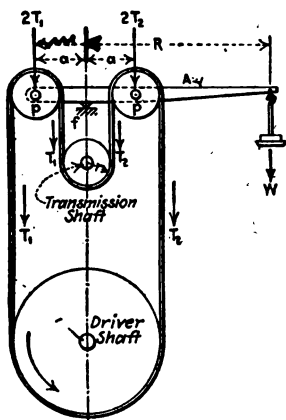 2T₁ 2T₂
R
a a
A
P P
f
T₁ T₂
r₂
Transmission
Shaft
W
T₁ T₂
Driver
Shaft